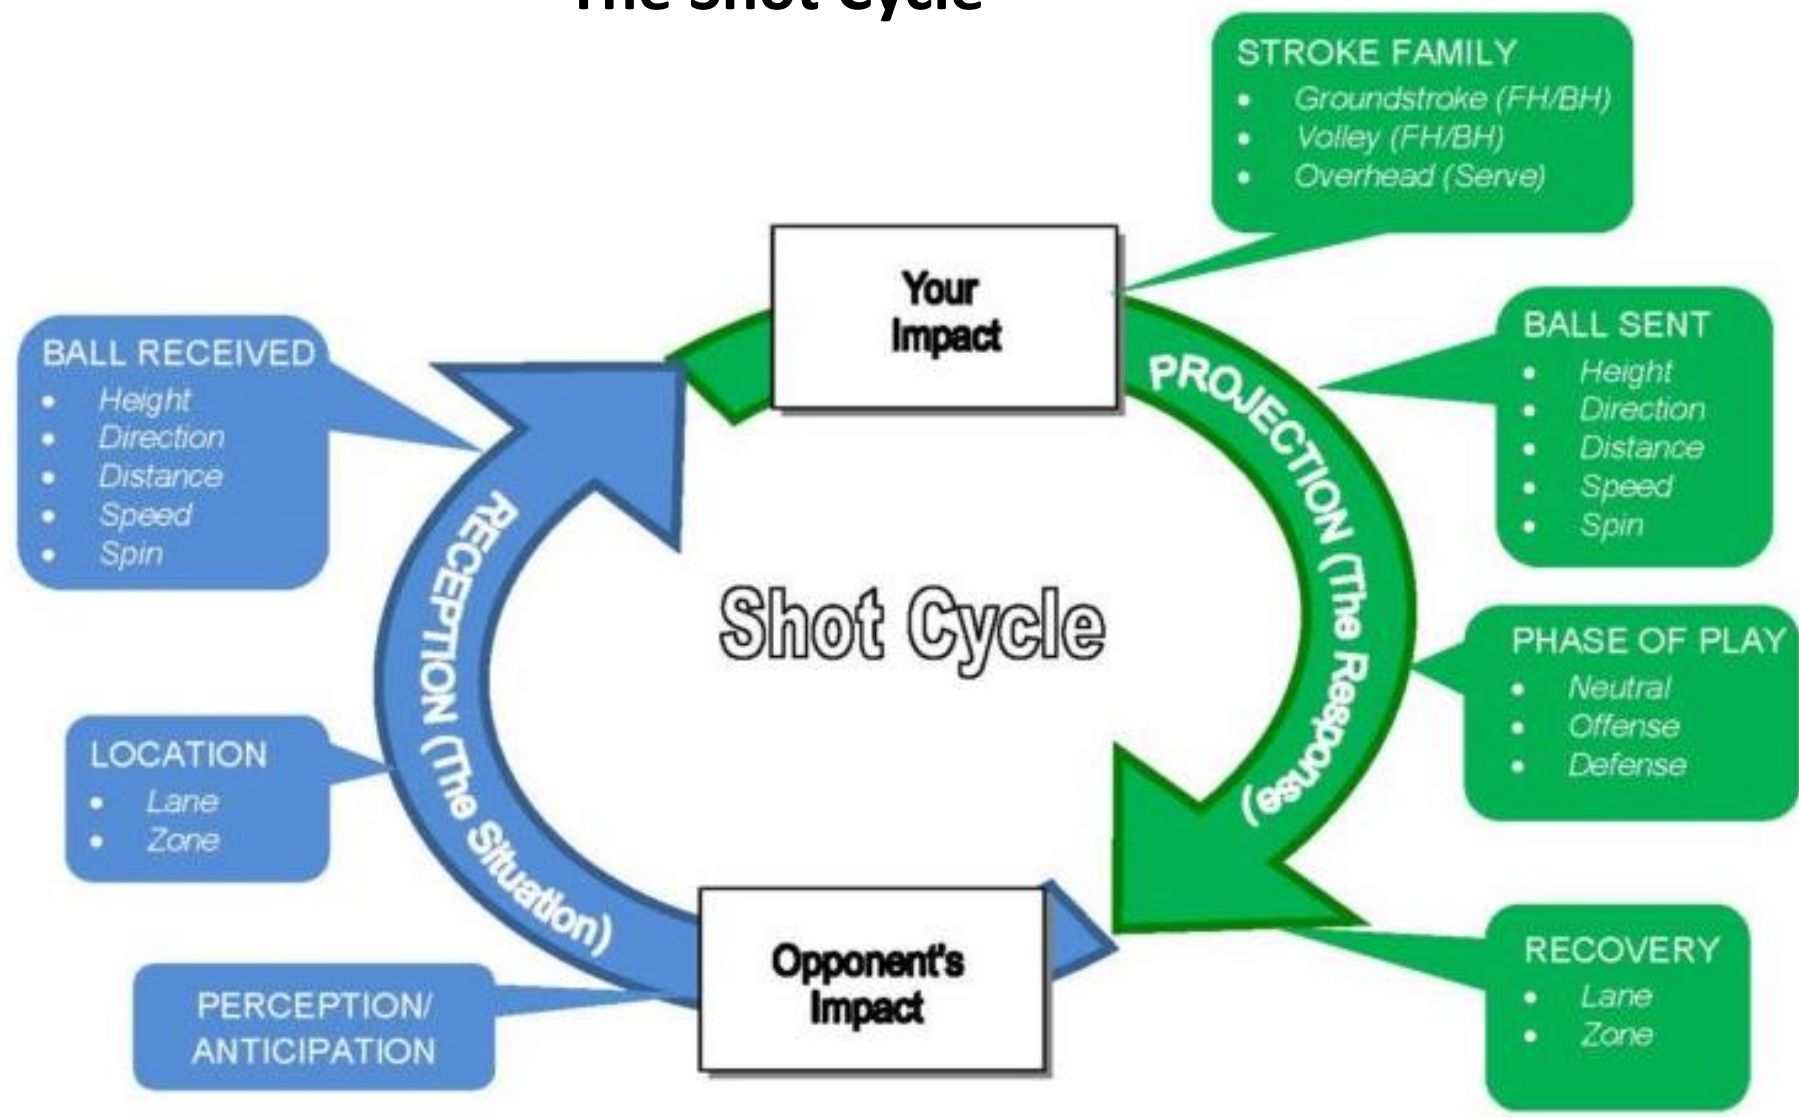 The Shot Cycle
STROKE FAMILY
• Groundstroke (FH/BH)
• Volley (FH/BH)
• Overhead (Serve)
Your
Impact
BALL SENT
• Height
• Direction
• Distance
• Speed
• Spin
PROJECTION (The Response)
PHASE OF PLAY
• Neutral
• Offense
• Defense
RECOVERY
• Lane
• Zone
Shot Cycle
Opponent's
Impact
PERCEPTION/
ANTICIPATION
LOCATION
• Lane
• Zone
RECEPTION (The Situation)
BALL RECEIVED
• Height
• Direction
• Distance
• Speed
• Spin